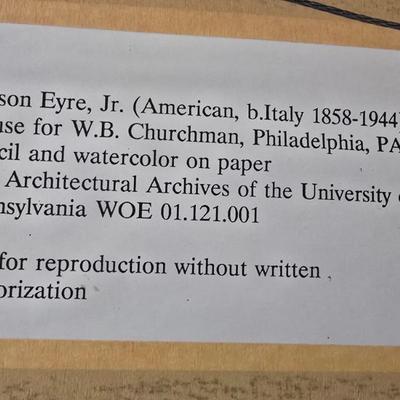 son Eyre, Jr. (American, b.Italy 1858-1944)
use for W.B. Churchman, Philadelphia, PA
cil and watercolor on paper
Architectural Archives of the University o
nsylvania WOE 01.121.001
for reproduction without written
orization